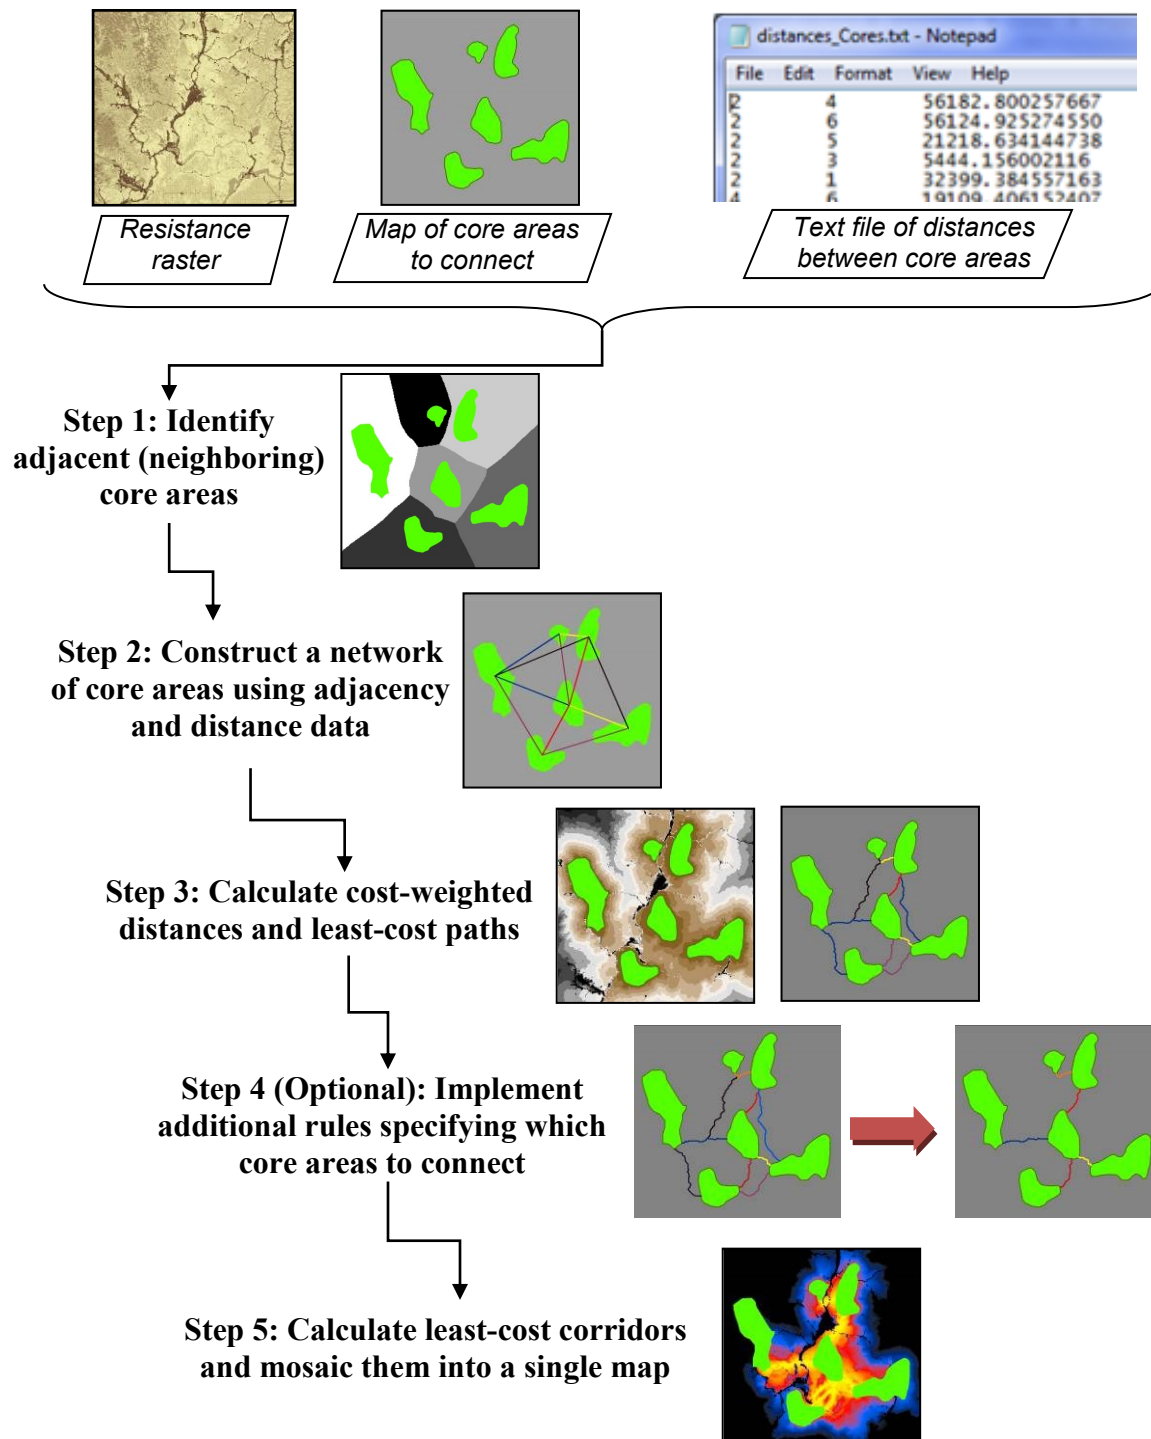 distances_Cores.txt - Notepad
File Edit Format View Help
2 4 56182.800257667
2 6 56124.925274550
2 5 21218.634144738
2 3 5444.156002116
2 1 32399.384557163
4 6 19109.406152407
Resistance
raster
Map of core areas
to connect
Text file of distances
between core areas
Step 1: Identify
adjacent (neighboring)
core areas
Step 2: Construct a network
of core areas using adjacency
and distance data
Step 3: Calculate cost-weighted
distances and least-cost paths
Step 4 (Optional): Implement
additional rules specifying which
core areas to connect
Step 5: Calculate least-cost corridors
and mosaic them into a single map